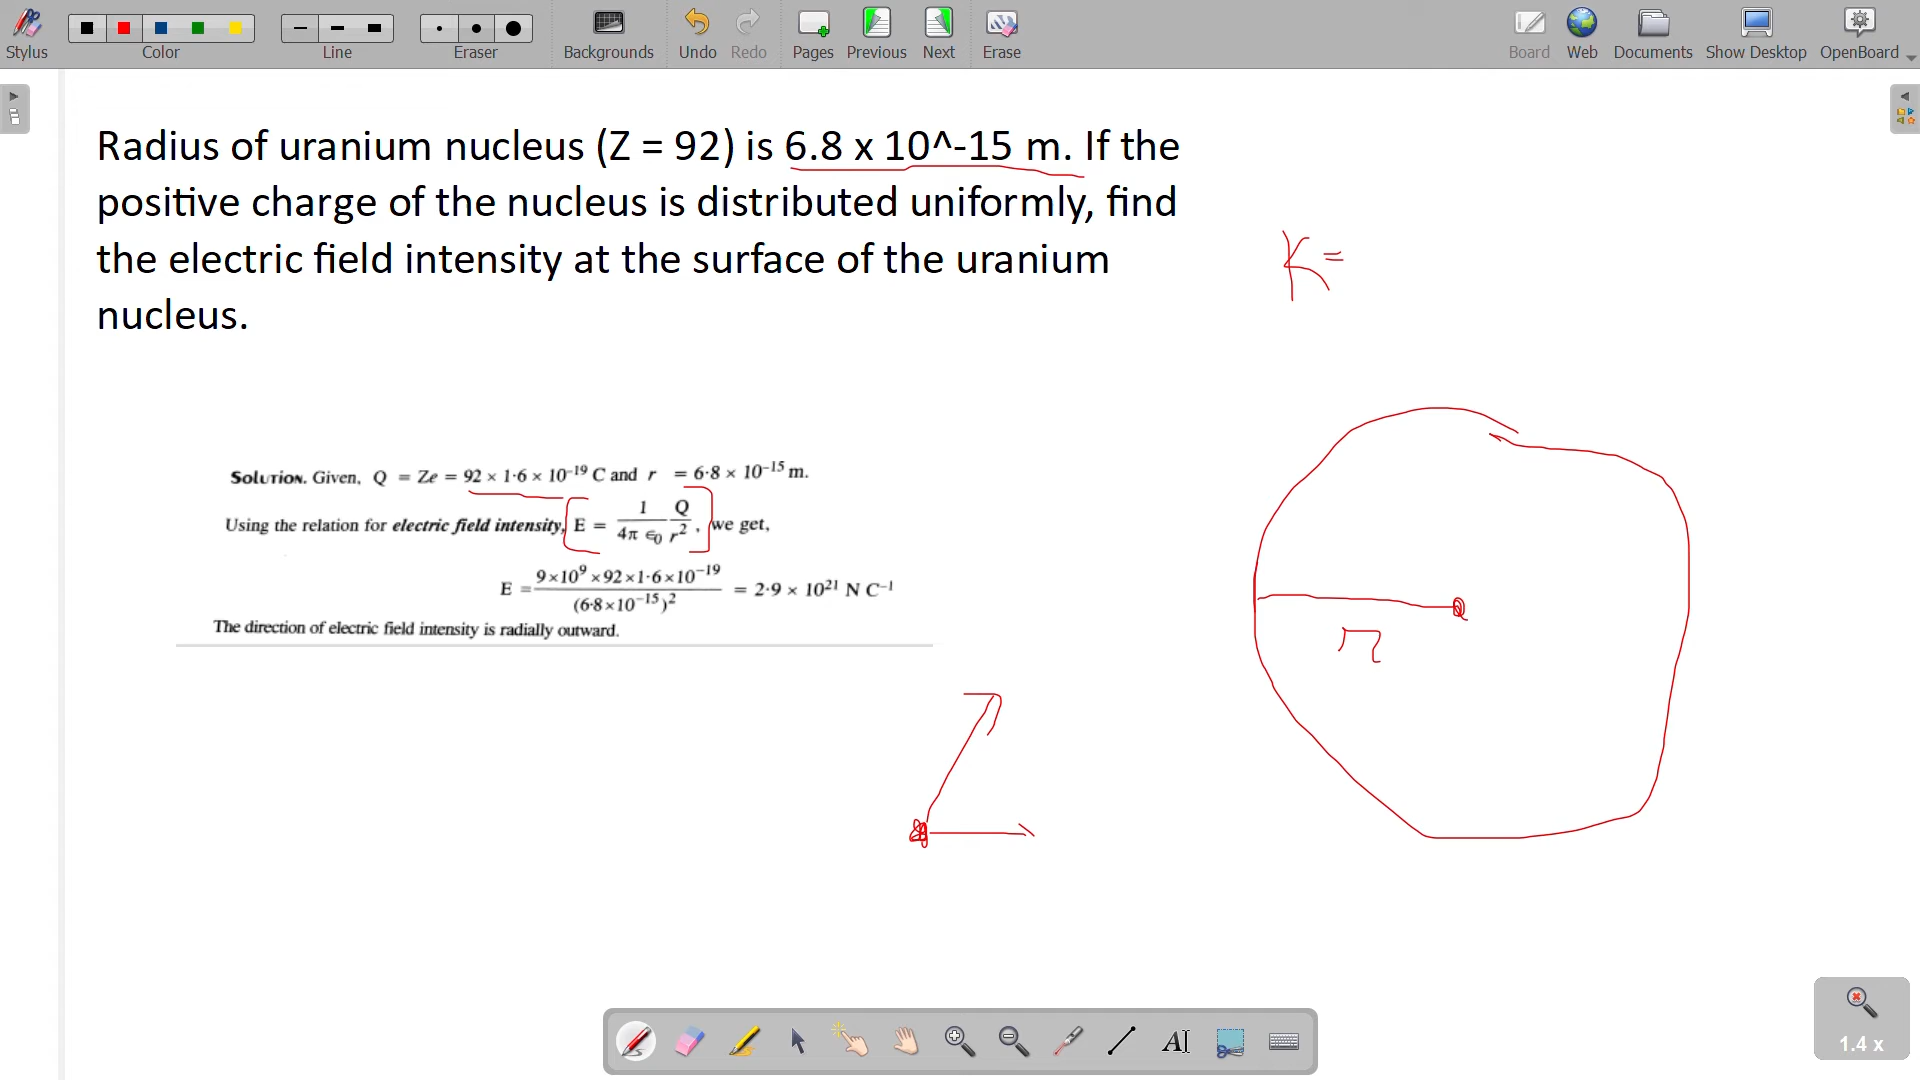 Stylus Color Line Eraser Backgrounds Undo Redo Pages Previous Next Erase Board Web Documents Show Desktop OpenBoard
Radius of uranium nucleus (Z = 92) is 6.8 x 10^-15 m. If the
positive charge of the nucleus is distributed uniformly, find
the electric field intensity at the surface of the uranium
nucleus.
K =
Solution. Given, Q = Ze = 92 × 1·6 × 10⁻¹⁹ C and r = 6·8 × 10⁻¹⁵ m.
Using the relation for electric field intensity, E = 1/(4π ∈₀) Q/r², we get,
E = (9×10⁹ ×92×1·6×10⁻¹⁹)/(6·8×10⁻¹⁵)² = 2·9 × 10²¹ N C⁻¹
The direction of electric field intensity is radially outward.
r
1.4 x